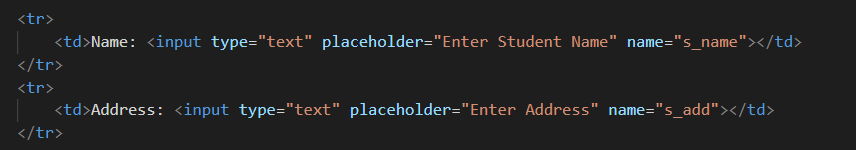 <tr>
<td>Name: <input type="text" placeholder="Enter Student Name" name="s_name"></td>
</tr>
<tr>
<td>Address: <input type="text" placeholder="Enter Address" name="s_add"></td>
</tr>